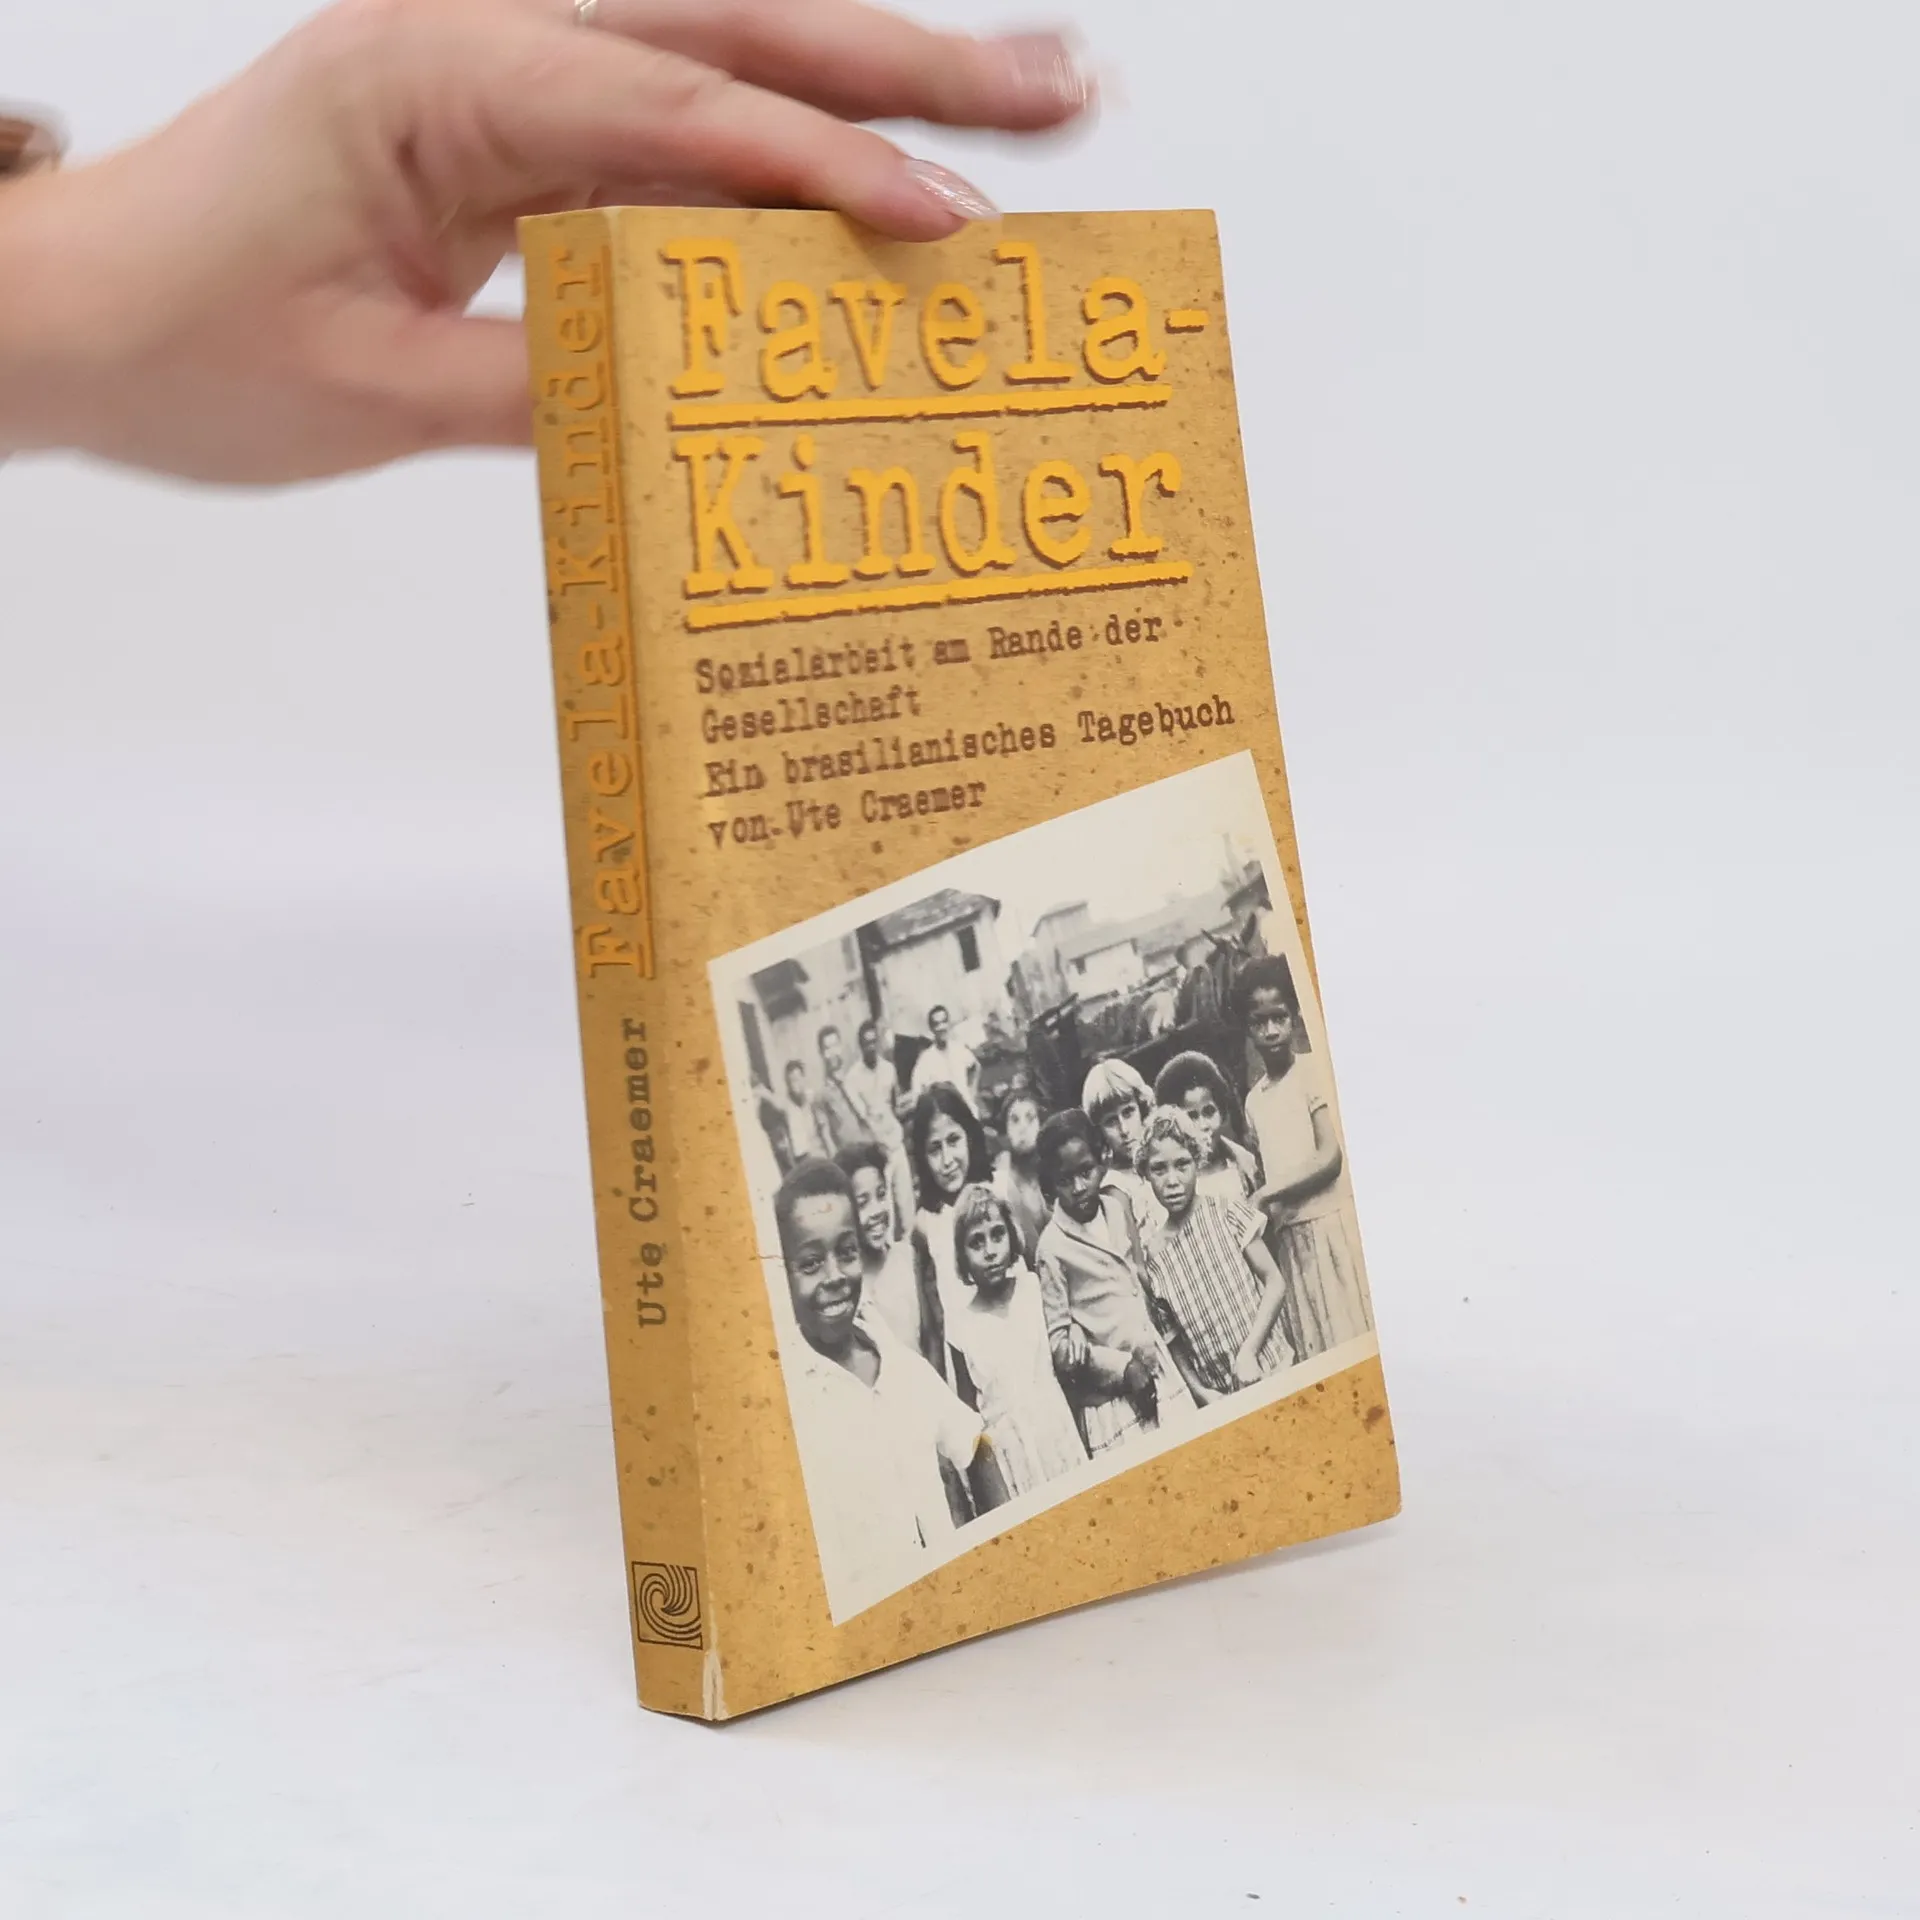 Favela-
Kinder
Sozialarbeit am Rande der
Gesellschaft
Ein brasilianisches Tagebuch
von Ute Craemer
Ute Craemer Favela-Kinder